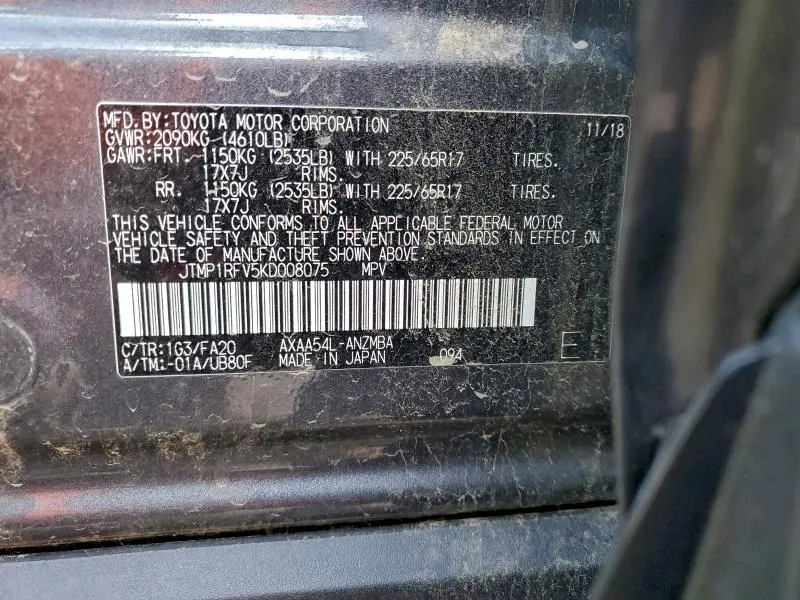 MFD.BY:TOYOTA MOTOR CORPORATION 11/18
GVWR:2090KG (4610LB)
GAWR:FRT. 1150KG (2535LB) WITH 225/65R17 TIRES.
17X7J RIMS.
RR. 1150KG (2535LB) WITH 225/65R17 TIRES.
17X7J RIMS.
THIS VEHICLE CONFORMS TO ALL APPLICABLE FEDERAL MOTOR
VEHICLE SAFETY AND THEFT PREVENTION STANDARDS IN EFFECT ON
THE DATE OF MANUFACTURE SHOWN ABOVE.
JTMP1RFV5KD008075 MPV
C/TR:1G3/FA20 AXAA54L-ANZMBA
A/TM:-01A/UB80F MADE IN JAPAN 094 E